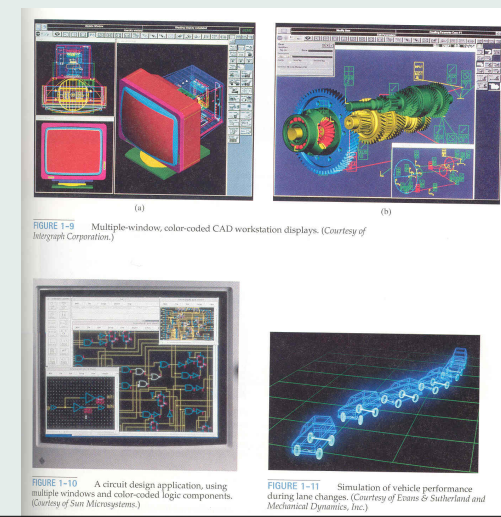 (a)
(b)
FIGURE 1-9 Multiple-window, color-coded CAD workstation displays. (Courtesy of
Intergraph Corporation.)
FIGURE 1-10 A circuit design application, using
multiple windows and color-coded logic components.
(Courtesy of Sun Microsystems.)
FIGURE 1-11 Simulation of vehicle performance
during lane changes. (Courtesy of Evans & Sutherland and
Mechanical Dynamics, Inc.)